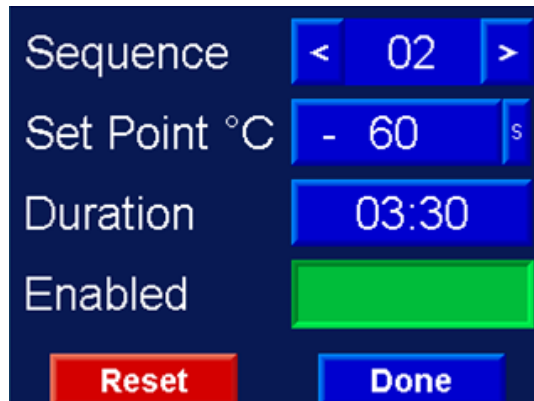 Sequence < 02 >
Set Point °C - 60 s
Duration 03:30
Enabled
Reset Done